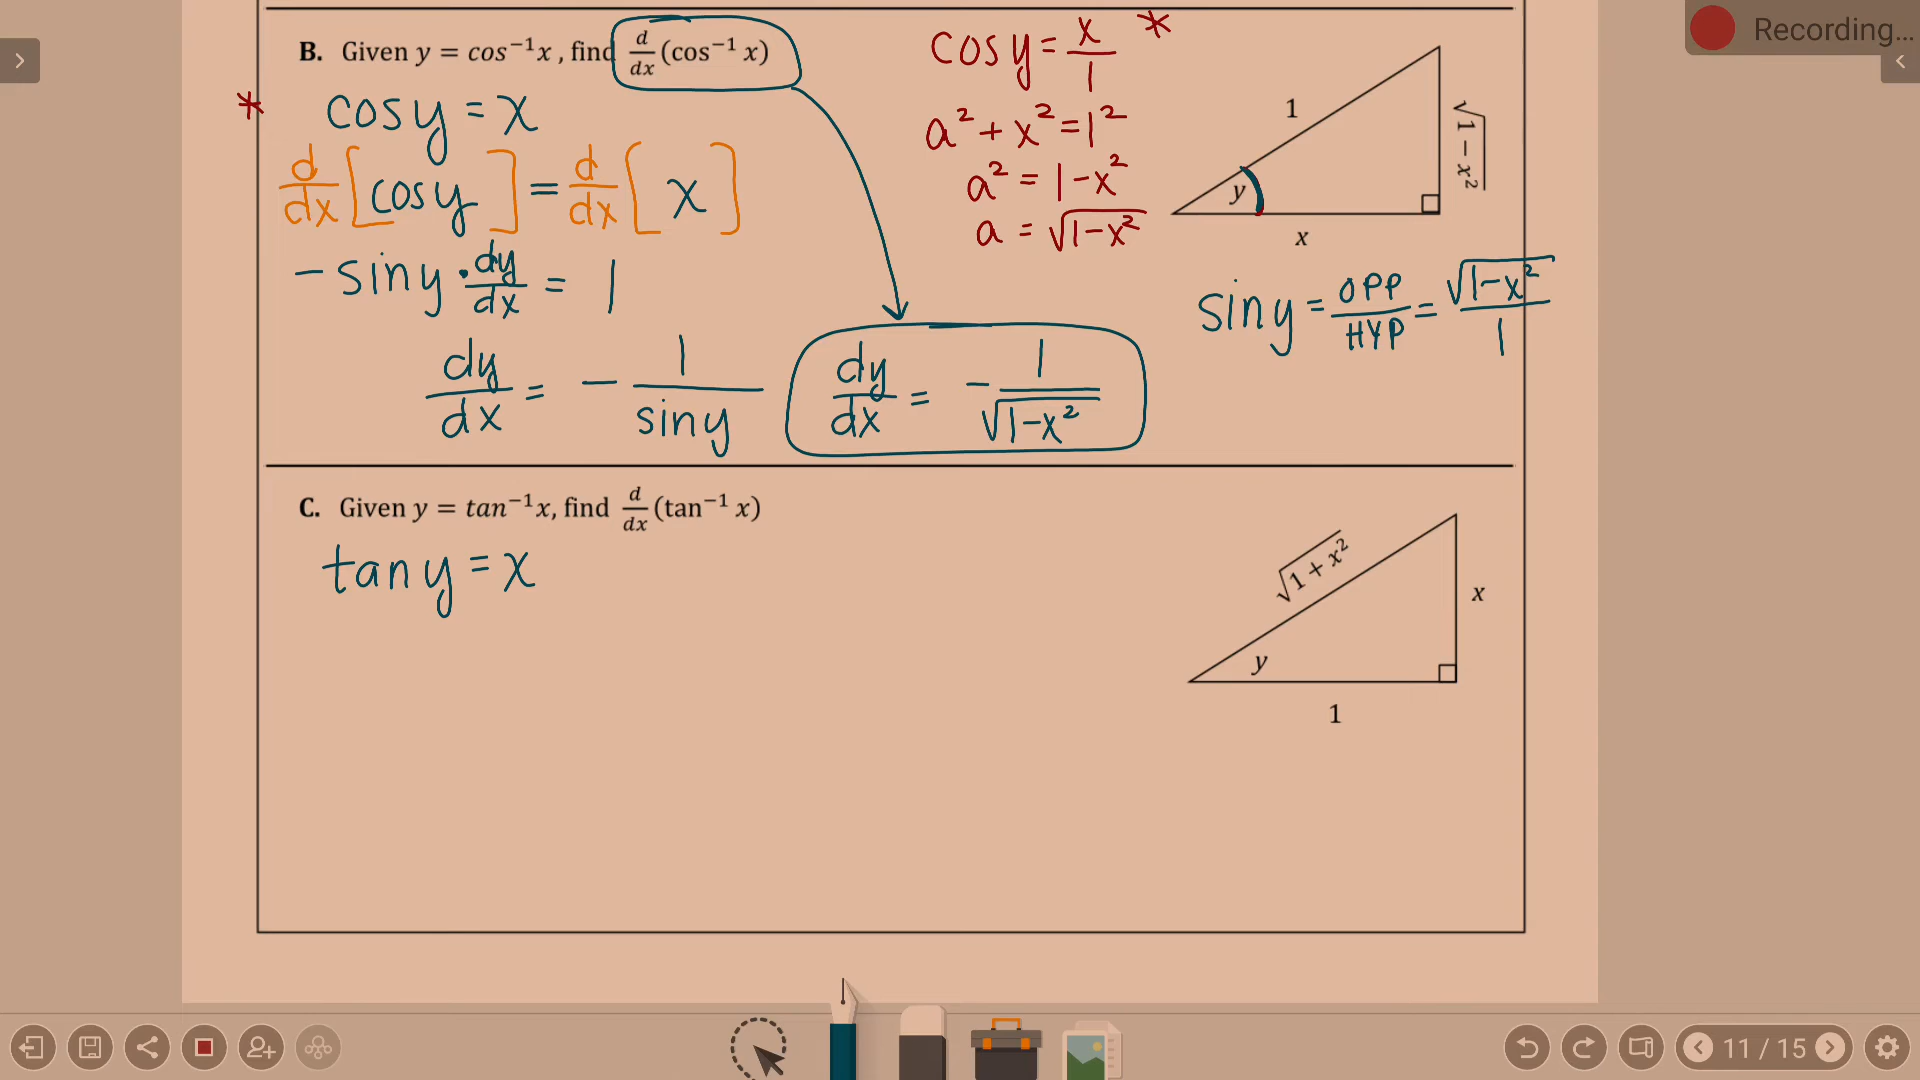 Recording...
B. Given y = cos⁻¹x , find d/dx (cos⁻¹ x)
cos y = x
d/dx [cos y] = d/dx [x]
- sin y · dy/dx = 1
dy/dx = - 1/sin y
dy/dx = - 1/√(1-x²)
cos y = x/1 *
*
a² + x² = 1²
a² = 1-x²
a = √(1-x²)
1
√(1 − x²)
y
x
sin y = OPP/HYP = √(1-x²)/1
C. Given y = tan⁻¹x, find d/dx (tan⁻¹ x)
tan y = x
√(1 + x²)
x
y
1
11 / 15